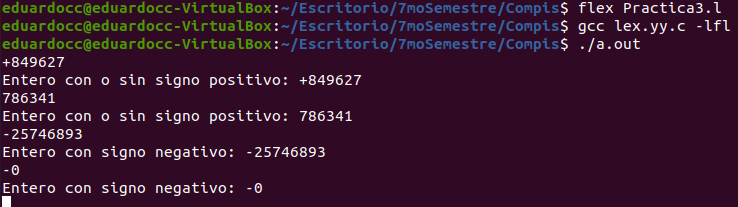 eduardocc@eduardocc-VirtualBox:~/Escritorio/7moSemestre/Compis$ flex Practica3.l
eduardocc@eduardocc-VirtualBox:~/Escritorio/7moSemestre/Compis$ gcc lex.yy.c -lfl
eduardocc@eduardocc-VirtualBox:~/Escritorio/7moSemestre/Compis$ ./a.out
+849627
Entero con o sin signo positivo: +849627
786341
Entero con o sin signo positivo: 786341
-25746893
Entero con signo negativo: -25746893
-0
Entero con signo negativo: -0